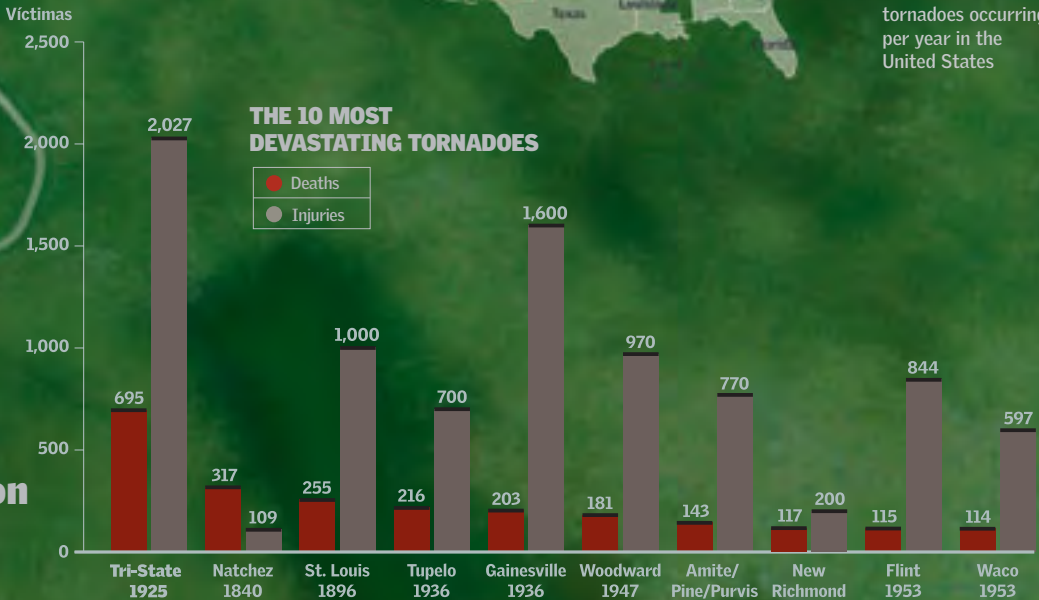 Víctimas
2,500
2,000
1,500
1,000
500
0
Texas
tornadoes occurring
per year in the
United States
THE 10 MOST
DEVASTATING TORNADOES
Deaths
Injuries
on
695
2,027
317
109
255
1,000
216
700
203
1,600
181
970
143
770
117
200
115
844
114
597
Tri-State
1925
Natchez
1840
St. Louis
1896
Tupelo
1936
Gainesville
1936
Woodward
1947
Amite/
Pine/Purvis
New
Richmond
Flint
1953
Waco
1953